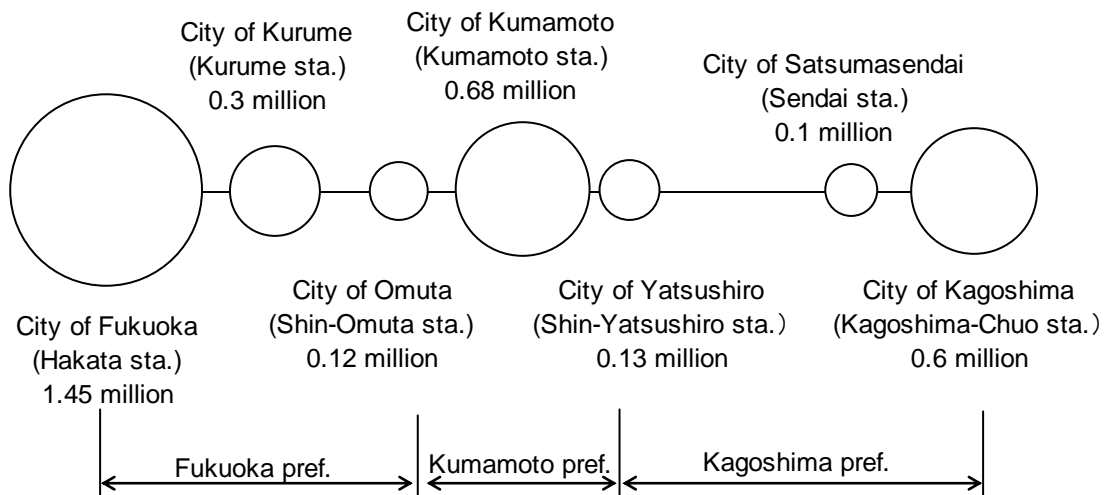 City of Kurume
(Kurume sta.)
0.3 million
City of Kumamoto
(Kumamoto sta.)
0.68 million
City of Satsumasendai
(Sendai sta.)
0.1 million
City of Fukuoka
(Hakata sta.)
1.45 million
City of Omuta
(Shin-Omuta sta.)
0.12 million
City of Yatsushiro
(Shin-Yatsushiro sta.）
0.13 million
City of Kagoshima
(Kagoshima-Chuo sta.）
0.6 million
Fukuoka pref.
Kumamoto pref.
Kagoshima pref.